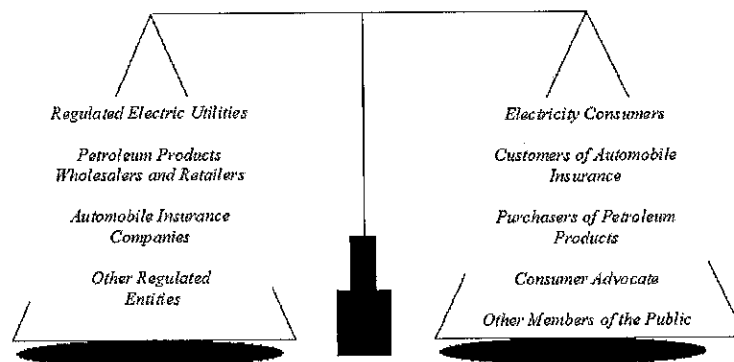 Regulated Electric Utilities
Petroleum Products
Wholesalers and Retailers
Automobile Insurance
Companies
Other Regulated
Entities
Electricity Consumers
Customers of Automobile
Insurance
Purchasers of Petroleum
Products
Consumer Advocate
Other Members of the Public